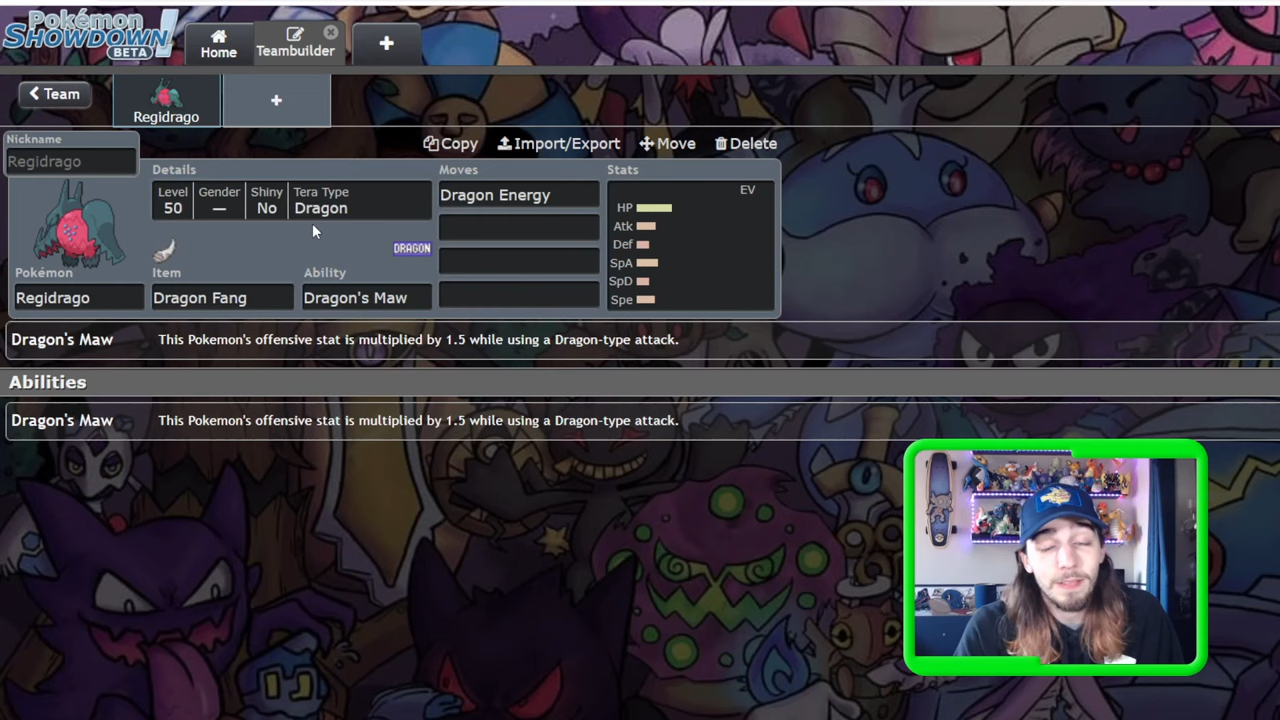 Pokémon
SHOWDOWN!
BETA
Home
Teambuilder
Team
Regidrago
Nickname
Regidrago
Copy
Import/Export
Move
Delete
Details
Level
50
Gender
—
Shiny
No
Tera Type
Dragon
DRAGON
Pokémon
Regidrago
Item
Dragon Fang
Ability
Dragon's Maw
Moves
Dragon Energy
Stats
EV
HP
Atk
Def
SpA
SpD
Spe
Dragon's Maw This Pokemon's offensive stat is multiplied by 1.5 while using a Dragon-type attack.
Abilities
Dragon's Maw This Pokemon's offensive stat is multiplied by 1.5 while using a Dragon-type attack.